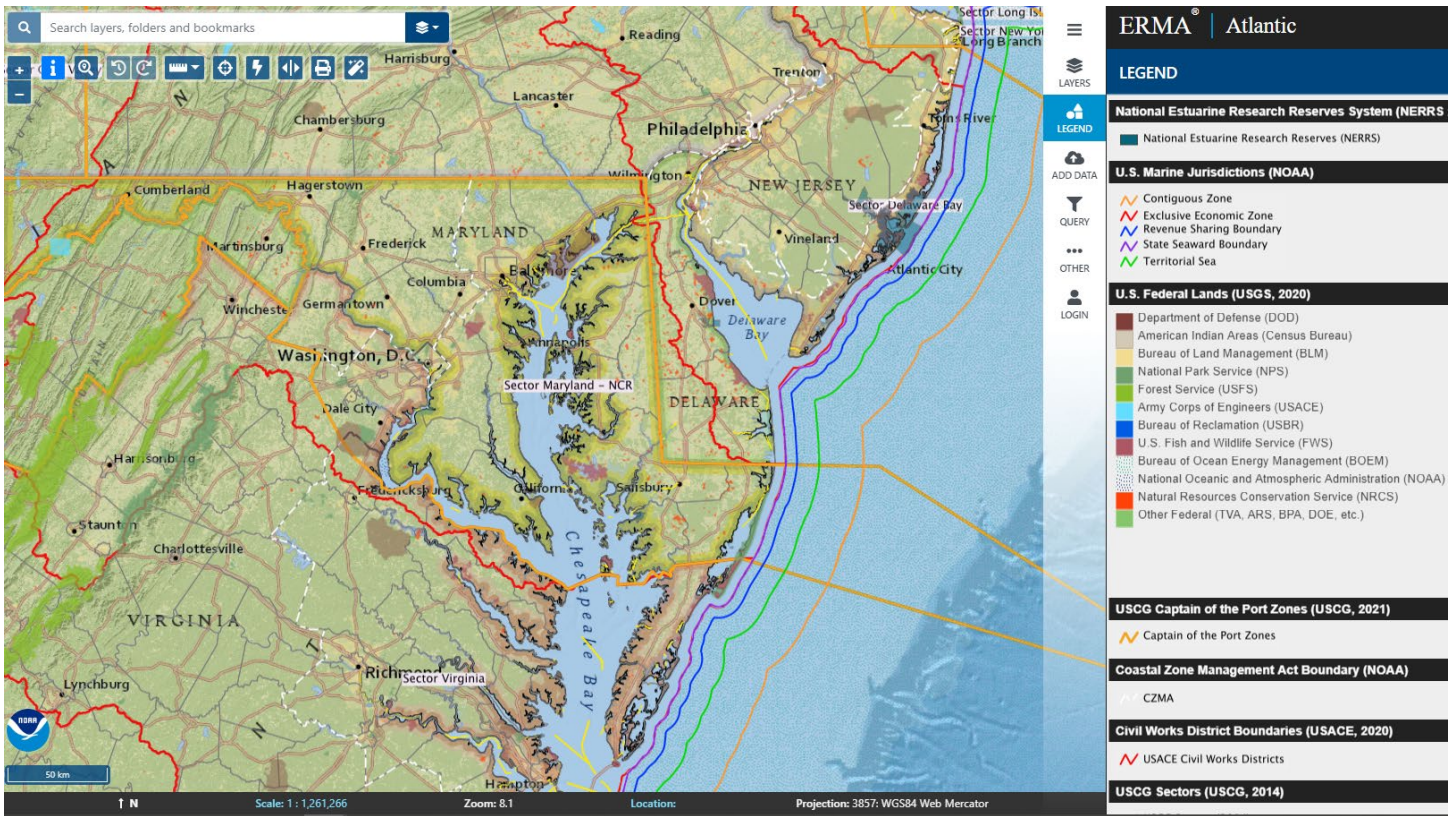 Search layers, folders and bookmarks
Sector Long Isl
Sector New Yor
Long Branch
Reading
Harrisburg
Trenton
Lancaster
Chambersburg
Philadelphia
Toms River
Wilmington
Cumberland
Hagerstown
NEW JERSEY
Sector Delaware Bay
Martinsburg
Frederick
MARYLAND
Vineland
Baltimore
Columbia
Atlantic City
Winchester
Germantown
Dover
Delaware
Bay
Annapolis
Washington, D.C.
Sector Maryland - NCR
DELAWARE
Dale City
Harrisonburg
Fredericksburg
California
Salisbury
Staunton
Charlottesville
Chesapeake Bay
VIRGINIA
Richmond
Sector Virginia
Lynchburg
Hampton
NOAA
50 km
↑ N
Scale: 1 : 1,261,266
Zoom: 8.1
Location:
Projection: 3857: WGS84 Web Mercator
LAYERS
LEGEND
ADD DATA
QUERY
OTHER
LOGIN
ERMA® | Atlantic
LEGEND
National Estuarine Research Reserves System (NERRS
National Estuarine Research Reserves (NERRS)
U.S. Marine Jurisdictions (NOAA)
Contiguous Zone
Exclusive Economic Zone
Revenue Sharing Boundary
State Seaward Boundary
Territorial Sea
U.S. Federal Lands (USGS, 2020)
Department of Defense (DOD)
American Indian Areas (Census Bureau)
Bureau of Land Management (BLM)
National Park Service (NPS)
Forest Service (USFS)
Army Corps of Engineers (USACE)
Bureau of Reclamation (USBR)
U.S. Fish and Wildlife Service (FWS)
Bureau of Ocean Energy Management (BOEM)
National Oceanic and Atmospheric Administration (NOAA)
Natural Resources Conservation Service (NRCS)
Other Federal (TVA, ARS, BPA, DOE, etc.)
USCG Captain of the Port Zones (USCG, 2021)
Captain of the Port Zones
Coastal Zone Management Act Boundary (NOAA)
CZMA
Civil Works District Boundaries (USACE, 2020)
USACE Civil Works Districts
USCG Sectors (USCG, 2014)